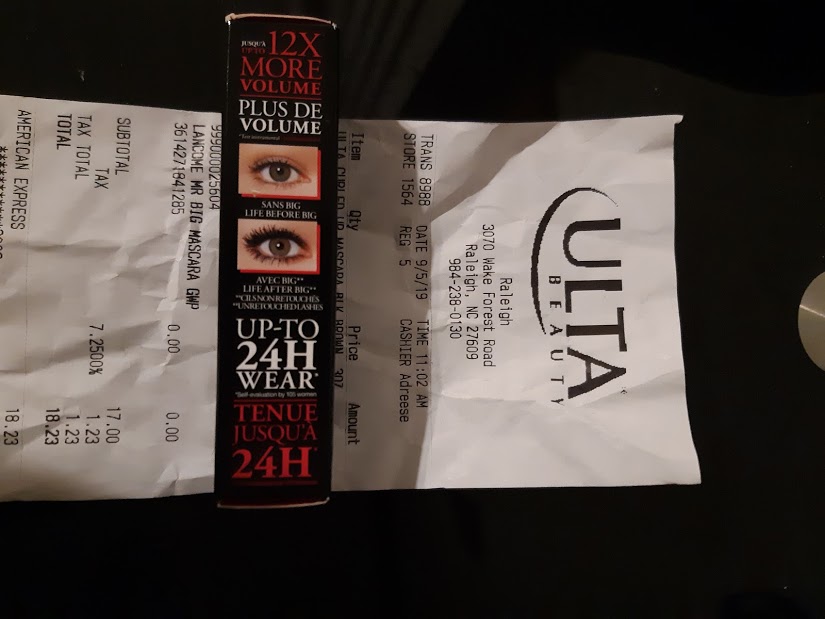 ULTA
BEAUTY
Raleigh
3070 Wake Forest Road
Raleigh, NC 27609
984-238-0130
TRANS 8988 DATE 9/5/19 TIME 11:02 AM
STORE 1564 REG 5 CASHIER Adreese
Item Qty Price Amount
ULTA CURLED UP MASCARA BLK BROWN 307
999000025604
LANCOME MR BIG MASCARA GWP
3614271841285 0.00 0.00
SUBTOTAL 17.00
TAX 7.2500% 1.23
TAX TOTAL 1.23
TOTAL 18.23
AMERICAN EXPRESS 18.23
JUSQU'À
UP TO 12X
MORE
VOLUME
PLUS DE
VOLUME
SANS BIG
LIFE BEFORE BIG
AVEC BIG**
LIFE AFTER BIG**
**CILS NON RETOUCHÉS
**UNRETOUCHED LASHES
UP-TO
24H
WEAR*
*Self-evaluation by 105 women
TENUE
JUSQU'À
24H*